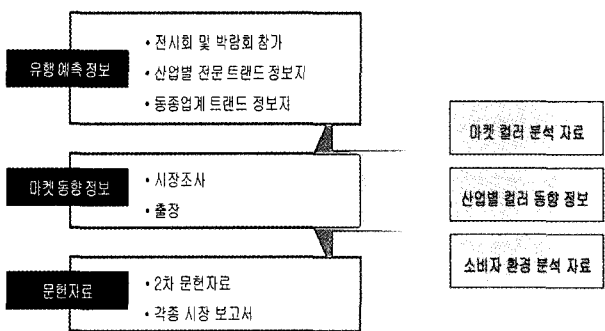 유행 예측 정보
• 전시회 및 박람회 참가
• 산업별 전문 트랜드 정보지
• 동종업계 트랜드 정보지
마켓 동향 정보
• 시장조사
• 출장
문헌자료
• 2차 문헌자료
• 각종 시장 보고서
마켓 컬러 분석 자료
산업별 컬러 동향 정보
소비자 환경 분석 자료